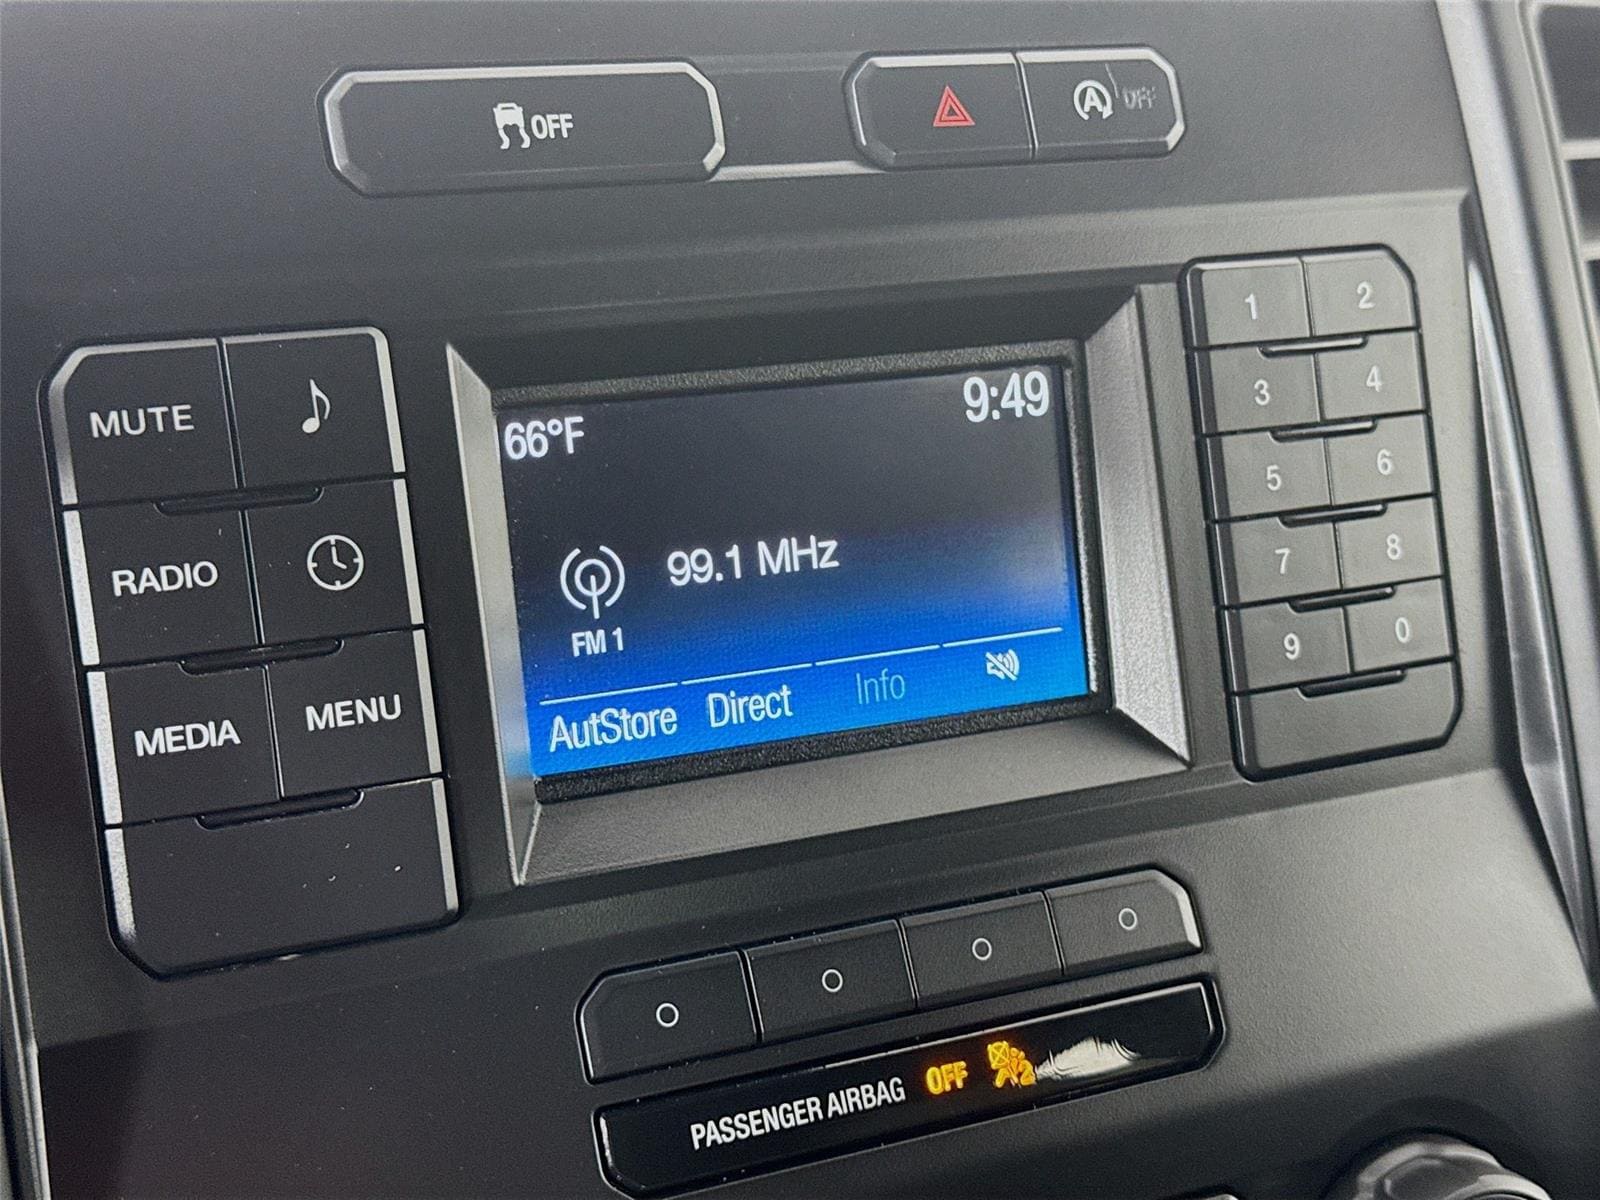 OFF
A OFF
MUTE
RADIO
MEDIA
MENU
66°F
9:49
99.1 MHz
FM 1
AutStore
Direct
Info
1
2
3
4
5
6
7
8
9
0
PASSENGER AIRBAG OFF
2